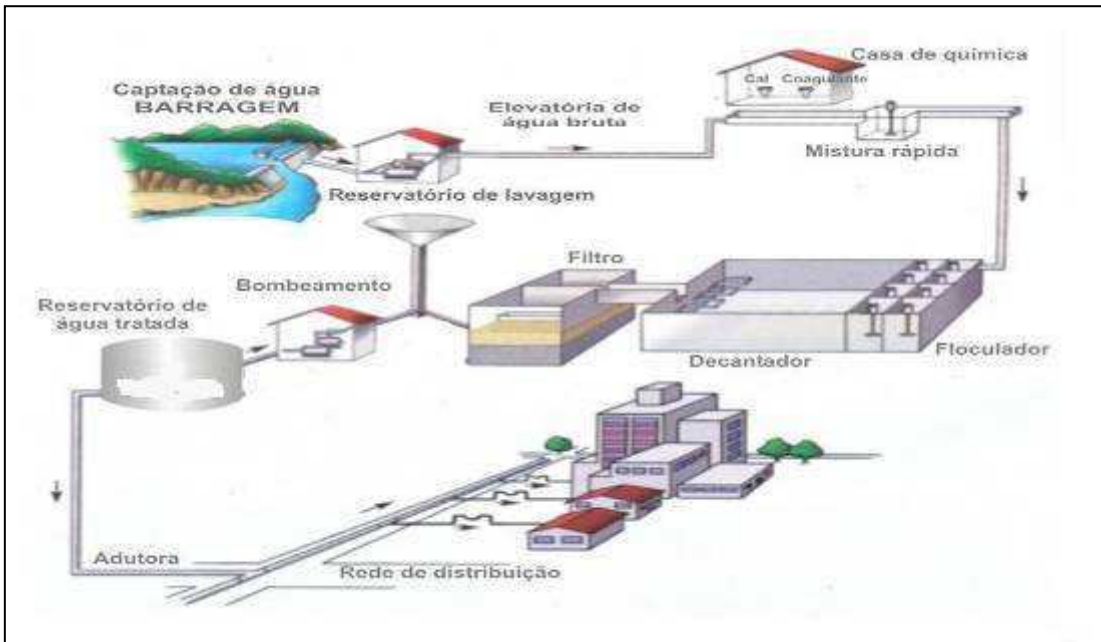 Casa de química
Cal Coagulante
Captação de água
BARRAGEM
Elevatória de
água bruta
Mistura rápida
Reservatório de lavagem
Filtro
Bombeamento
Reservatório de
água tratada
Decantador
Floculador
Adutora
Rede de distribuição